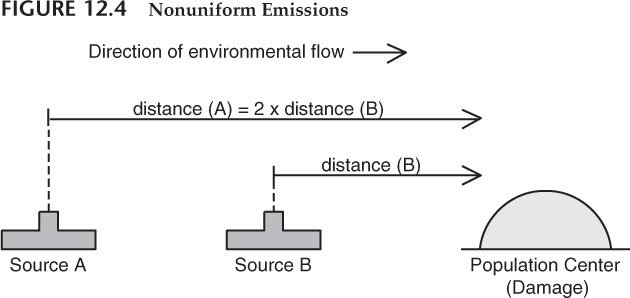 FIGURE 12.4 Nonuniform Emissions
Direction of environmental flow
distance (A) = 2 x distance (B)
distance (B)
Source A
Source B
Population Center
(Damage)